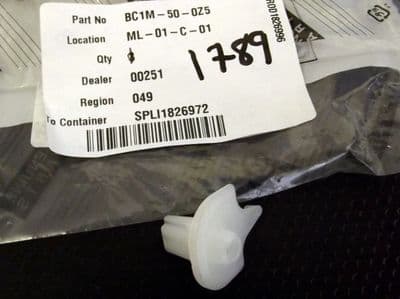 Part No BC1M-50-0Z5
Location ML-01-C-01
Qty
Dealer 00251
1789
Region 049
To Container SPLI1826972